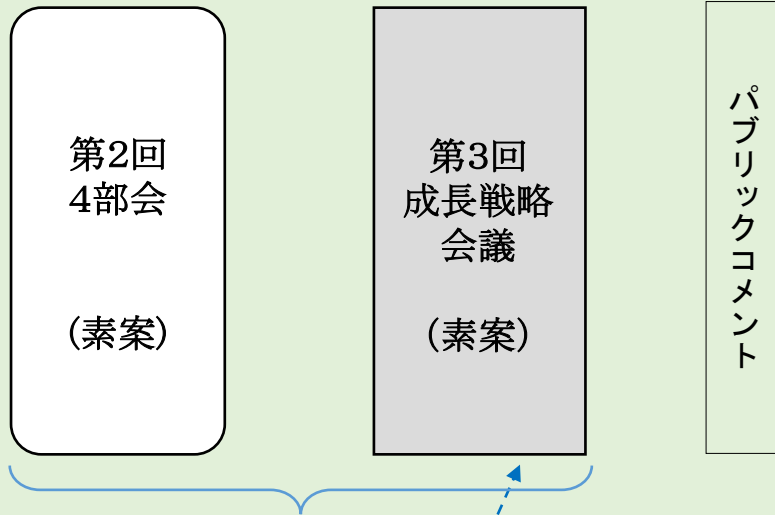 第2回
4部会
(素案)
第3回
成長戦略
会議
(素案)
パブリックコメント